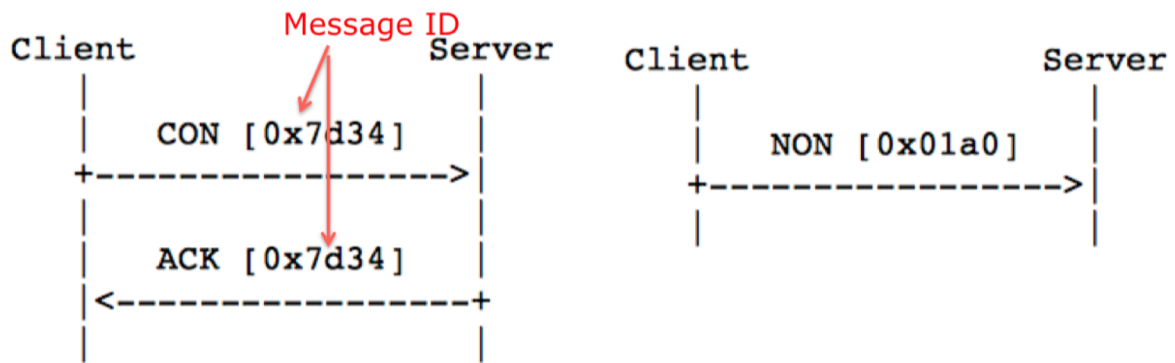 Message ID
Client Server
CON [0x7d34]
ACK [0x7d34]
Client Server
NON [0x01a0]